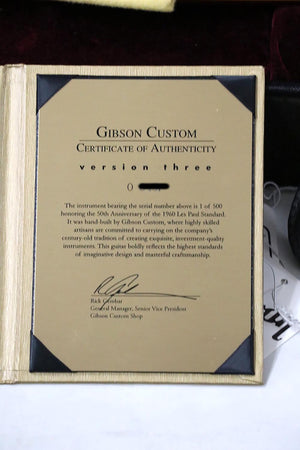 GIBSON CUSTOM
CERTIFICATE OF AUTHENTICITY
version three
0
The instrument bearing the serial number above is 1 of 500
honoring the 50th Anniversary of the 1960 Les Paul Standard.
It was hand-built by Gibson Custom, where highly skilled
artisans are committed to carrying on the company's
century-old tradition of creating exquisite, investment-quality
instruments. This guitar boldly reflects the highest standards
of imaginative design and masterful craftsmanship.
Rick Gembar
General Manager, Senior Vice President
Gibson Custom Shop